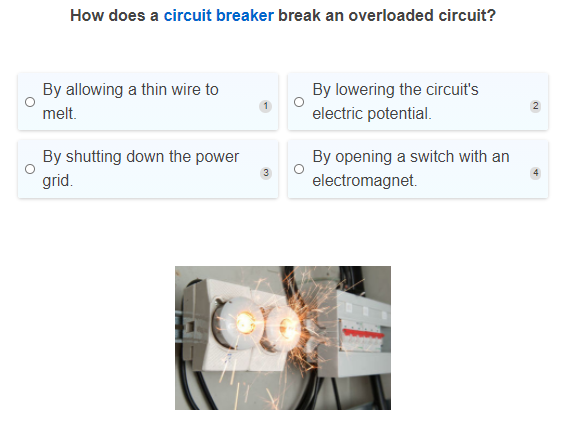 How does a circuit breaker break an overloaded circuit?
By allowing a thin wire to
melt.
1
By lowering the circuit's
electric potential.
2
By shutting down the power
grid.
3
By opening a switch with an
electromagnet.
4